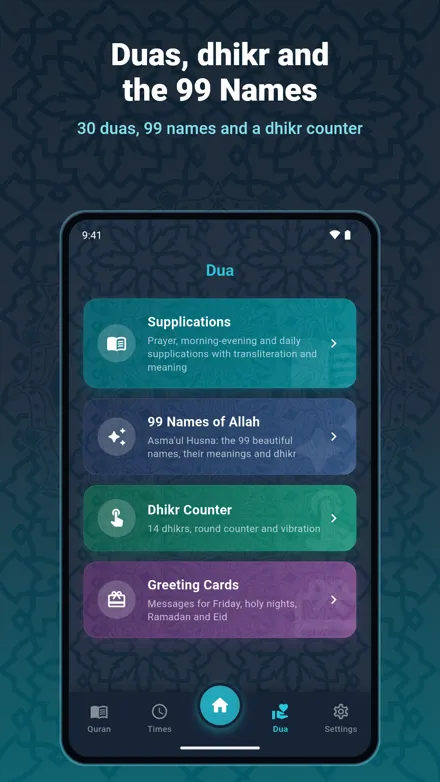 Duas, dhikr and
the 99 Names
30 duas, 99 names and a dhikr counter
9:41
Dua
Supplications
Prayer, morning-evening and daily
supplications with transliteration and
meaning
99 Names of Allah
Asma'ul Husna: the 99 beautiful
names, their meanings and dhikr
Dhikr Counter
14 dhikrs, round counter and vibration
Greeting Cards
Messages for Friday, holy nights,
Ramadan and Eid
Quran
Times
Dua
Settings